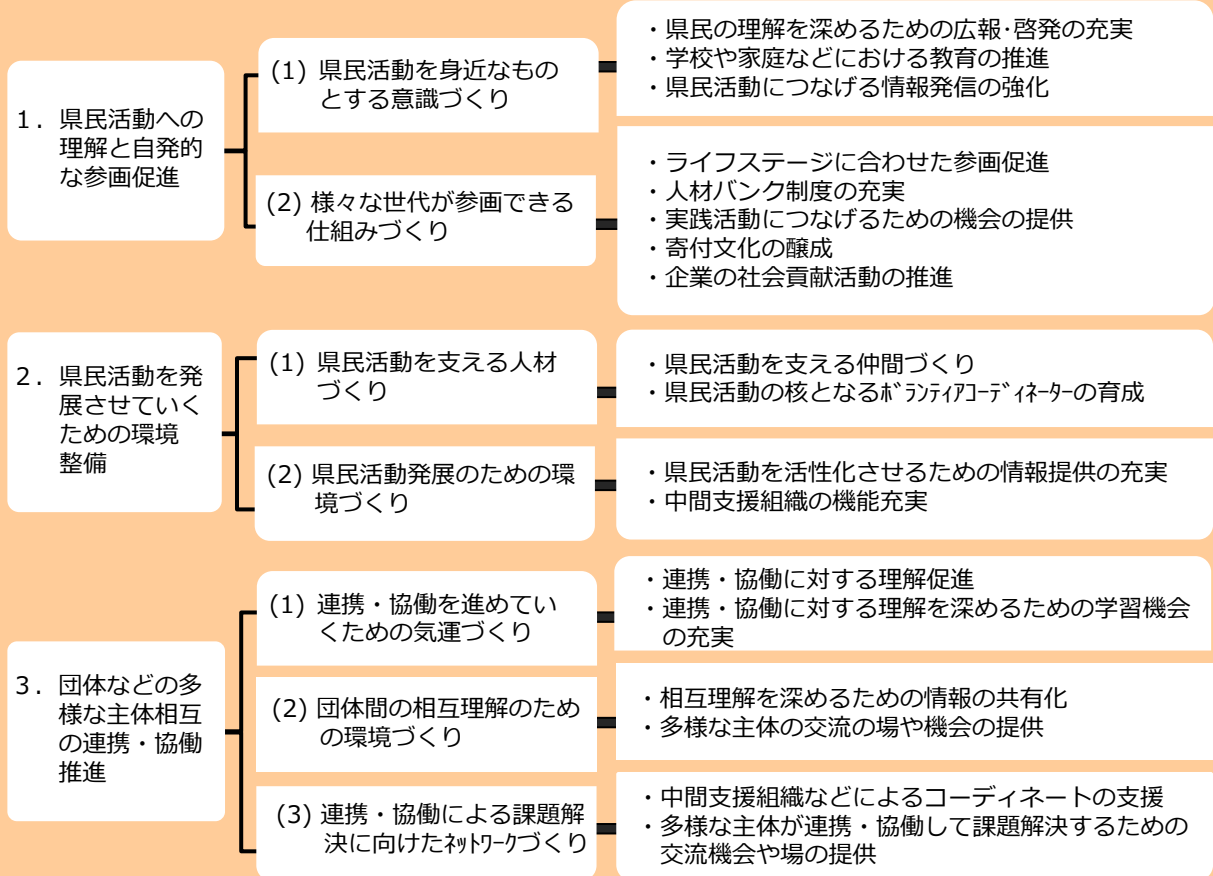 1．県民活動への
理解と自発的
な参画促進
(1) 県民活動を身近なもの
とする意識づくり
・県民の理解を深めるための広報･啓発の充実
・学校や家庭などにおける教育の推進
・県民活動につなげる情報発信の強化
(2) 様々な世代が参画できる
仕組みづくり
・ライフステージに合わせた参画促進
・人材バンク制度の充実
・実践活動につなげるための機会の提供
・寄付文化の醸成
・企業の社会貢献活動の推進
2．県民活動を発
展させていく
ための環境
整備
(1) 県民活動を支える人材
づくり
・県民活動を支える仲間づくり
・県民活動の核となるﾎﾞﾗﾝﾃｨｱｺｰﾃﾞｨﾈｰﾀｰの育成
(2) 県民活動発展のための環
境づくり
・県民活動を活性化させるための情報提供の充実
・中間支援組織の機能充実
3．団体などの多
様な主体相互
の連携・協働
推進
(1) 連携・協働を進めてい
くための気運づくり
・連携・協働に対する理解促進
・連携・協働に対する理解を深めるための学習機会
の充実
(2) 団体間の相互理解のため
の環境づくり
・相互理解を深めるための情報の共有化
・多様な主体の交流の場や機会の提供
(3) 連携・協働による課題解
決に向けたﾈｯﾄﾜｰｸづくり
・中間支援組織などによるコーディネートの支援
・多様な主体が連携・協働して課題解決するための
交流機会や場の提供